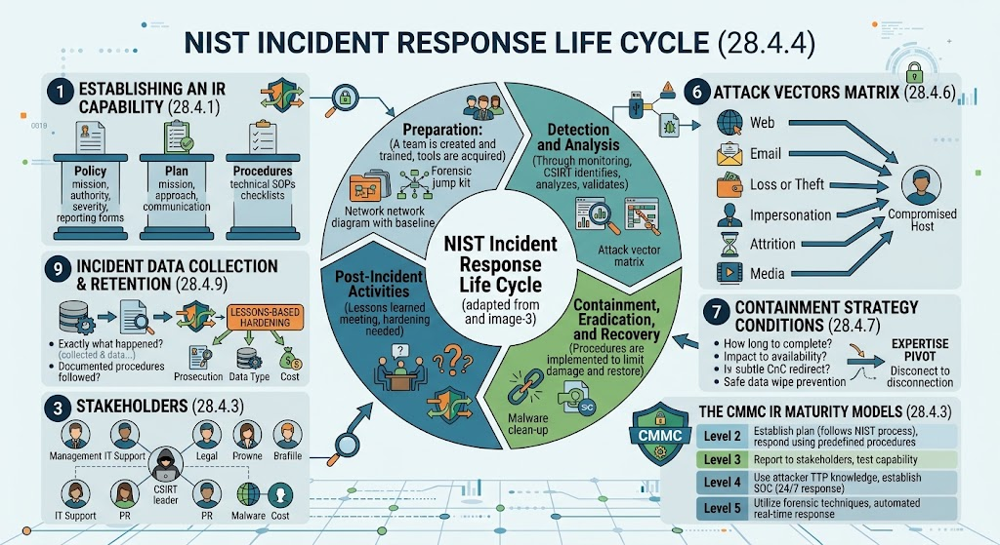 NIST INCIDENT RESPONSE LIFE CYCLE (28.4.4)
1 ESTABLISHING AN IR
CAPABILITY (28.4.1)
0019
Policy
mission,
authority,
severity,
reporting forms
Plan
mission,
approach,
communication
Procedures
technical SOPs
checklists
9 INCIDENT DATA COLLECTION
& RETENTION (28.4.9)
LESSONS-BASED
HARDENING
• Exactly what happened?
(collected & data...)
• Documented procedures
followed?
Prosecution
Data Type
Cost
3 STAKEHOLDERS (28.4.3)
Management
IT Support
Legal
Prowne
Brafille
CSIRT
leader
IT Support
PR
PR
Malware
Cost
Preparation:
(A team is created and
trained, tools are acquired)
Forensic
jump kit
Network network
diagram with baseline
Detection
and Analysis
(Through monitoring,
CSIRT identifies,
analyzes, validates)
Attack vector
matrix
NIST Incident
Response
Life Cycle
(adapted from
and image-3)
Post-Incident
Activities
(Lessons learned
meeting, hardening
needed)
?
???
Containment,
Eradication, and
Recovery
(Procedures are
implemented to limit
damage and restore)
SC
Malware
clean-up
6 ATTACK VECTORS MATRIX (28.4.6)
Web
Email
Loss or Theft
Impersonation
Attrition
Media
Compromised
Host
7 CONTAINMENT STRATEGY
CONDITIONS (28.4.7)
• How long to complete?
• Impact to availability?
• Iv subtle CnC redirect?
• Safe data wipe prevention
EXPERTISE
PIVOT
Disconect to
disconnection
CMMC
THE CMMC IR MATURITY MODELS (28.4.3)
Level 2 Establish plan (follows NIST process),
respond using predefined procedures
Level 3 Report to stakeholders, test capability
Level 4 Use attacker TTP knowledge, establish
SOC (24/7 response)
Level 5 Utilize forensic techniques, automated
real-time response